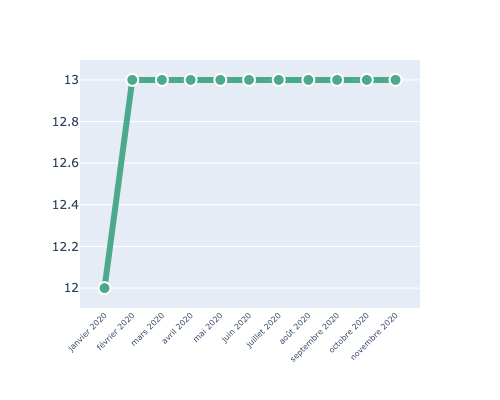 13
12.8
12.6
12.4
12.2
12
janvier 2020
février 2020
mars 2020
avril 2020
mai 2020
juin 2020
juillet 2020
août 2020
septembre 2020
octobre 2020
novembre 2020